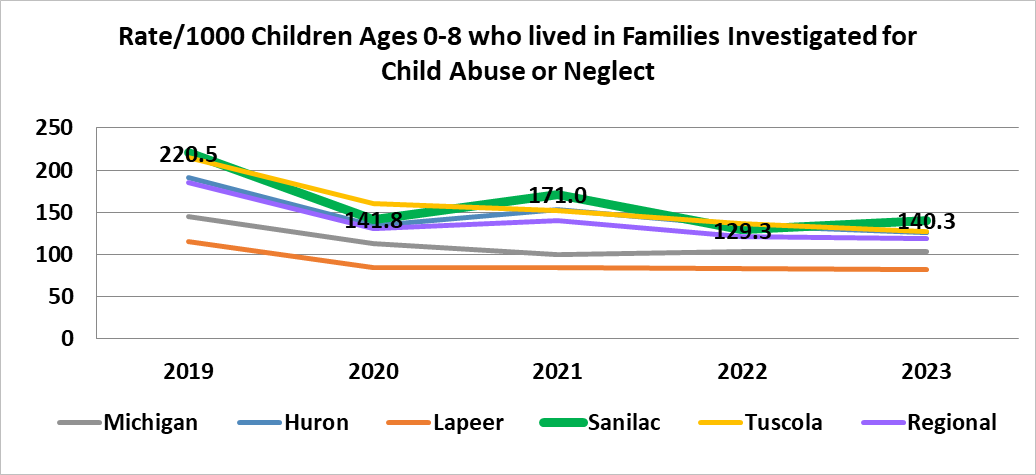 Rate/1000 Children Ages 0-8 who lived in Families Investigated for
Child Abuse or Neglect
250
200
150
100
50
0
220.5
141.8
171.0
129.3
140.3
2019 2020 2021 2022 2023
Michigan Huron Lapeer Sanilac Tuscola Regional